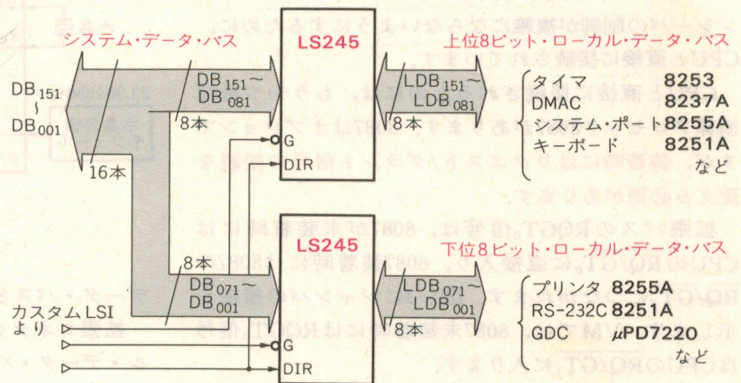 システム・データ・バス
LS245
上位8ビット・ローカル・データ・バス
DB151
〜
DB001
16本
DB151〜
DB081
8本
G
DIR
LDB151〜
LDB081
8本
タイマ 8253
DMAC 8237A
システム・ポート 8255A
キーボード 8251A
など
LS245
下位8ビット・ローカル・データ・バス
8本
DB071〜
DB001
カスタムLSI
より
G
DIR
LDB071〜
LDB001
8本
プリンタ 8255A
RS-232C 8251A
GDC μPD7220
など